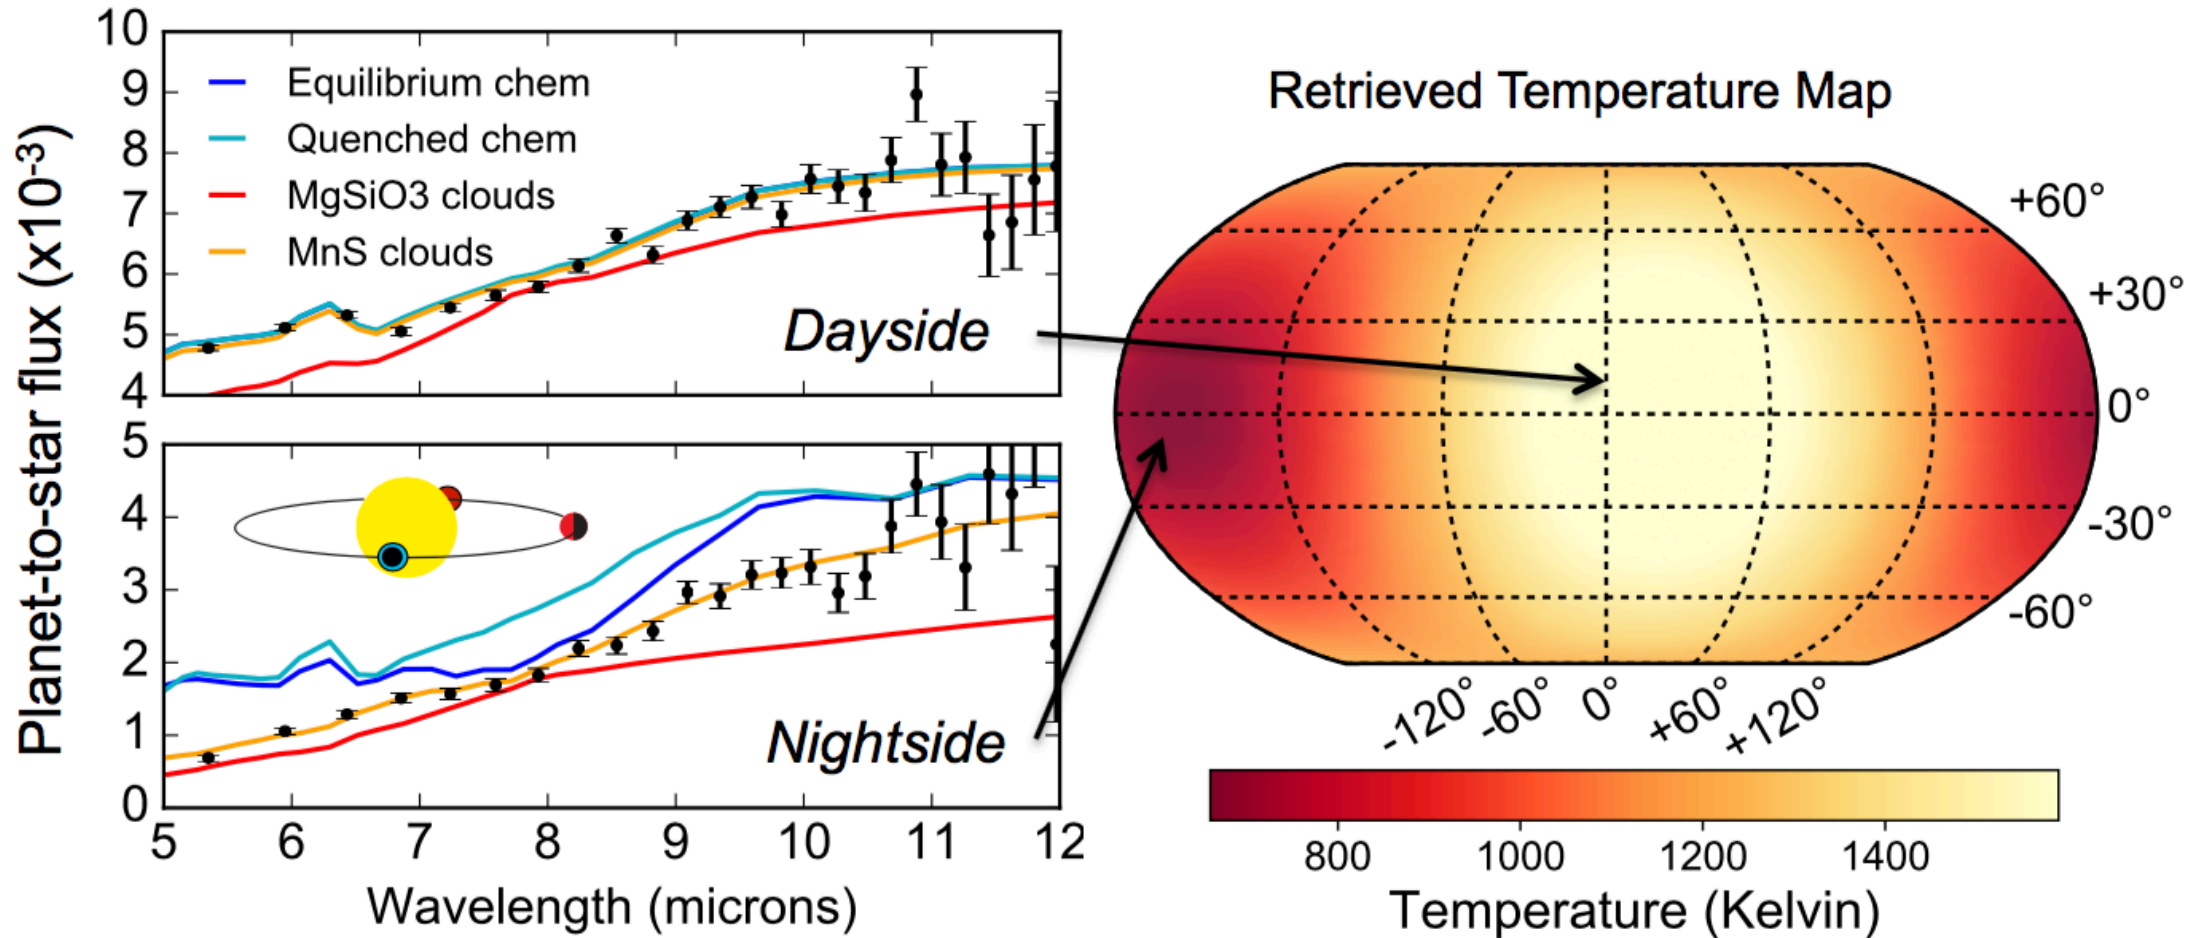 Planet-to-star flux (x10-3)
10
9
8
7
6
5
4
Equilibrium chem
Quenched chem
MgSiO3 clouds
MnS clouds
Dayside
5
4
3
2
1
0
Nightside
5 6 7 8 9 10 11 12
Wavelength (microns)
Retrieved Temperature Map
+60°
+30°
0°
-30°
-60°
-120° -60° 0° +60° +120°
800 1000 1200 1400
Temperature (Kelvin)